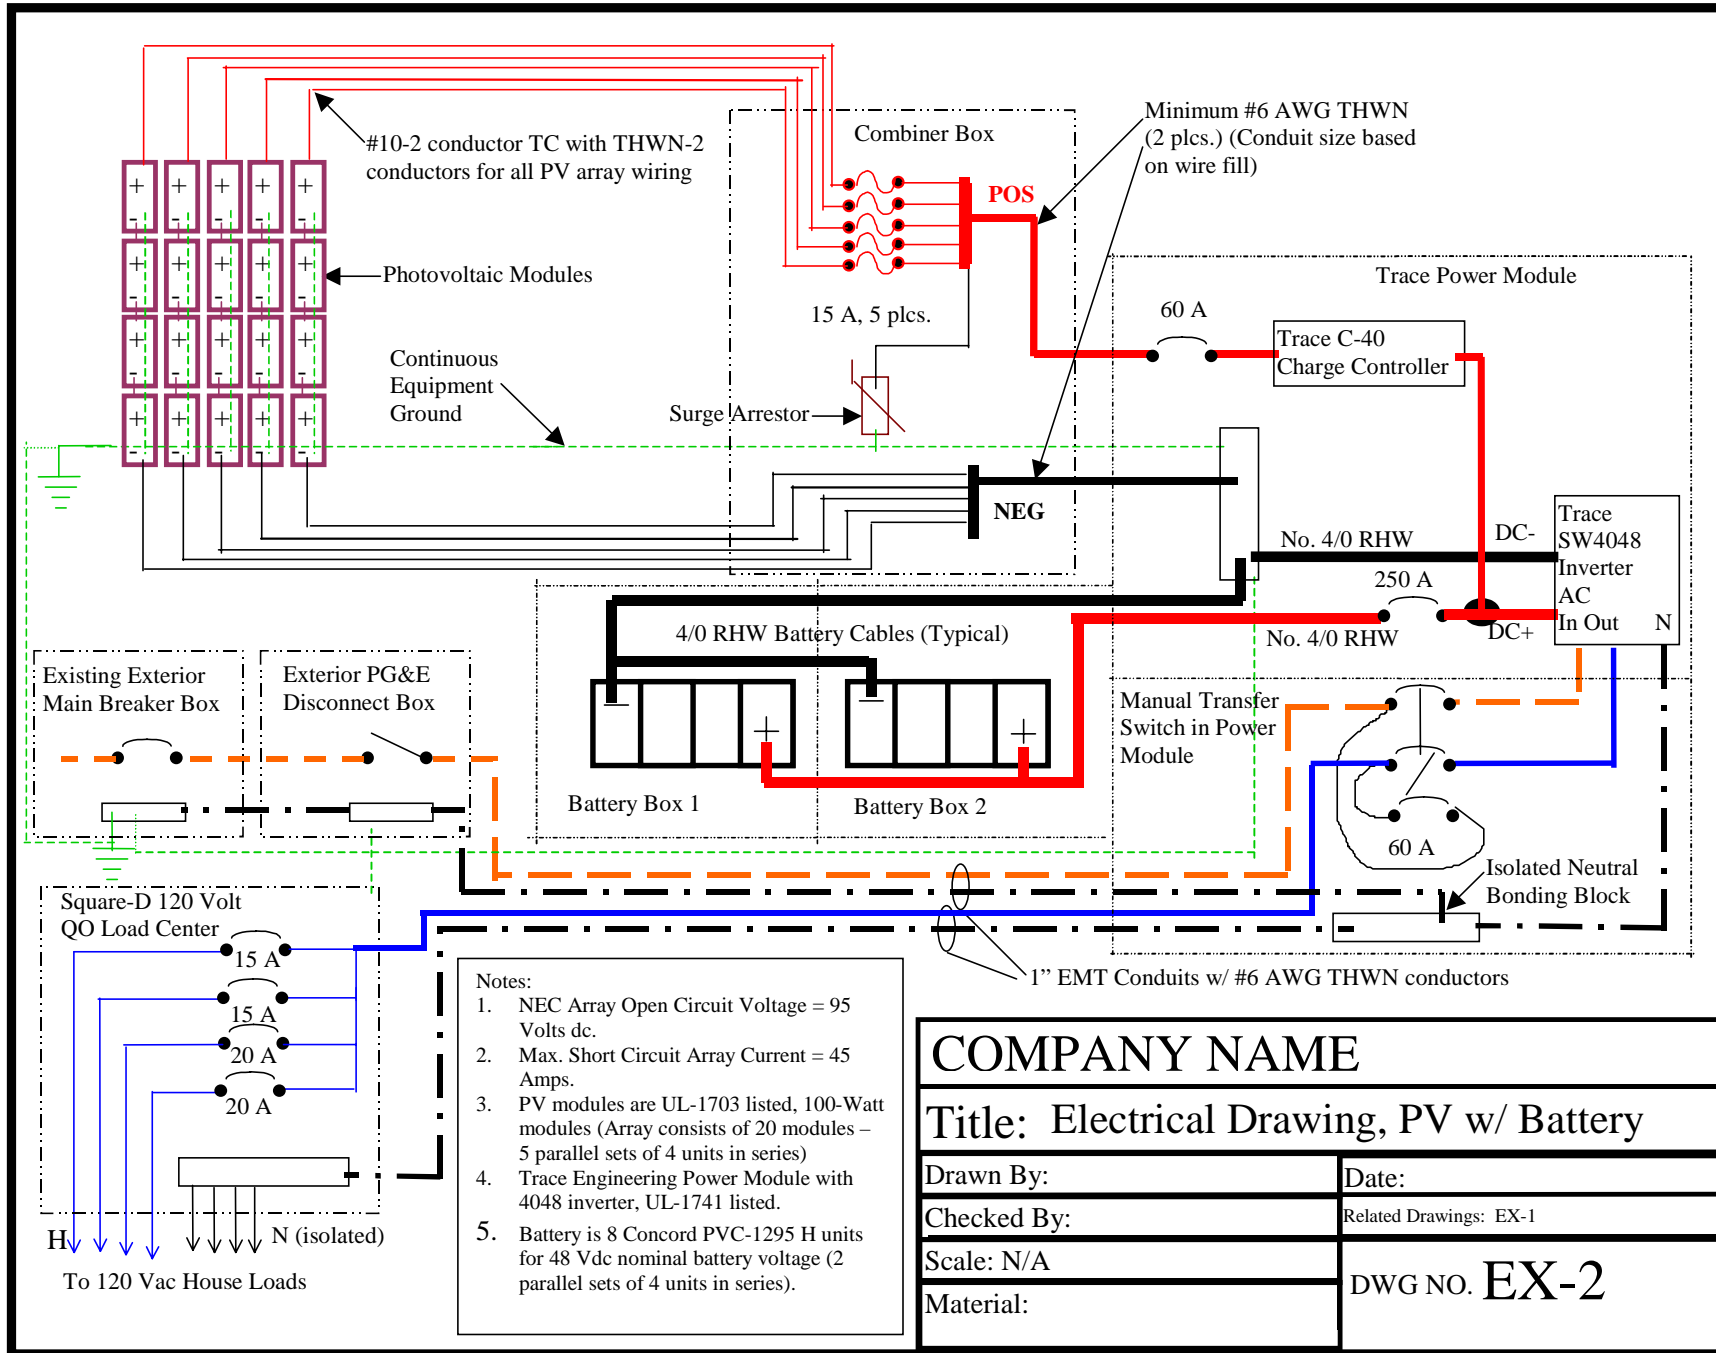 Combiner Box
Minimum #6 AWG THWN
(2 plcs.) (Conduit size based
on wire fill)
#10-2 conductor TC with THWN-2
conductors for all PV array wiring
+ + + + +
- - - - -
+ + + + +
- - - - -
+ + + + +
- - - - -
+ + + + +
- - - - -
POS
Photovoltaic Modules
15 A, 5 plcs.
Trace Power Module
60 A
Trace C-40
Charge Controller
Continuous
Equipment
Ground
Surge Arrestor
NEG
No. 4/0 RHW
DC-
Trace
SW4048
Inverter
AC
In Out N
250 A
No. 4/0 RHW
DC+
4/0 RHW Battery Cables (Typical)
Existing Exterior
Main Breaker Box
Exterior PG&E
Disconnect Box
— +
— +
Battery Box 1
Battery Box 2
Manual Transfer
Switch in Power
Module
60 A
Isolated Neutral
Bonding Block
1” EMT Conduits w/ #6 AWG THWN conductors
Square-D 120 Volt
QO Load Center
15 A
15 A
20 A
20 A
H
N (isolated)
To 120 Vac House Loads
Notes:
1. NEC Array Open Circuit Voltage = 95
Volts dc.
2. Max. Short Circuit Array Current = 45
Amps.
3. PV modules are UL-1703 listed, 100-Watt
modules (Array consists of 20 modules –
5 parallel sets of 4 units in series)
4. Trace Engineering Power Module with
4048 inverter, UL-1741 listed.
5. Battery is 8 Concord PVC-1295 H units
for 48 Vdc nominal battery voltage (2
parallel sets of 4 units in series).
COMPANY NAME
Title: Electrical Drawing, PV w/ Battery
Drawn By:
Date:
Checked By:
Related Drawings: EX-1
Scale: N/A
DWG NO. EX-2
Material: